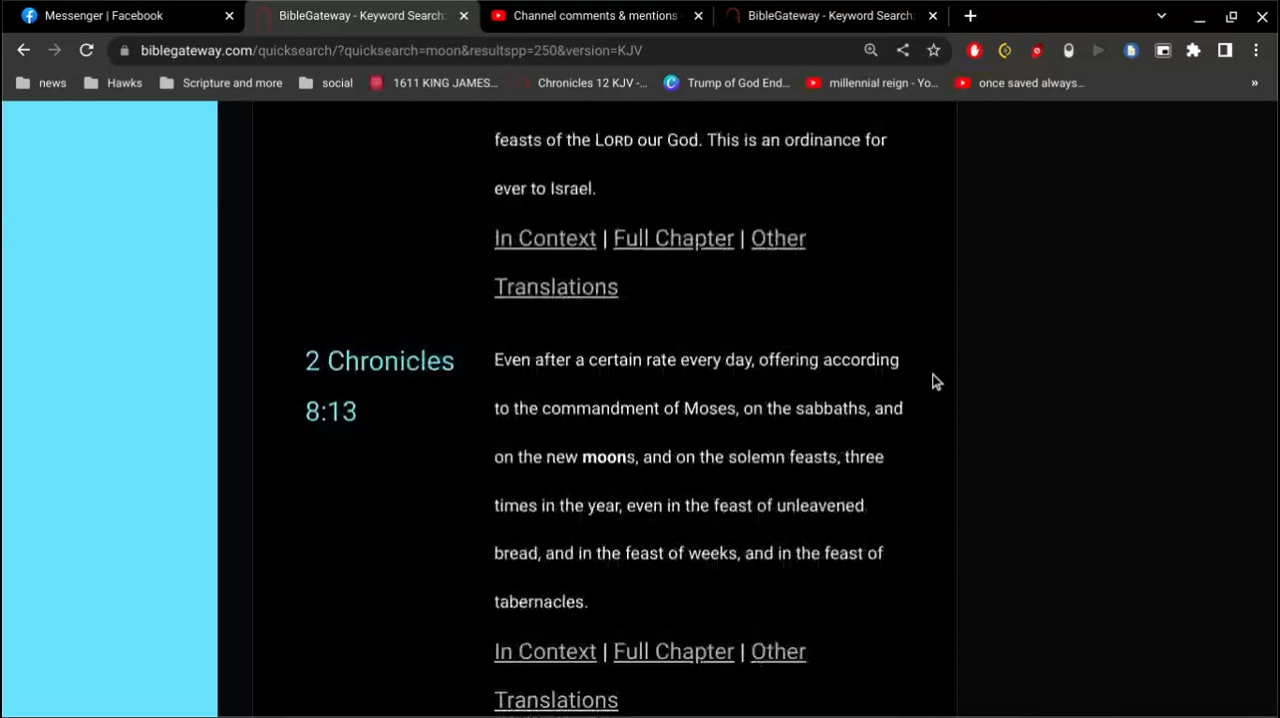 Messenger | Facebook
BibleGateway - Keyword Search:
Channel comments & mentions -
BibleGateway - Keyword Search:
biblegateway.com/quicksearch/?quicksearch=moon&resultspp=250&version=KJV
news
Hawks
Scripture and more
social
1611 KING JAMES...
Chronicles 12 KJV -...
Trump of God End...
millennial reign - Yo...
once saved always...
»
feasts of the LORD our God. This is an ordinance for
ever to Israel.
In Context | Full Chapter | Other
Translations
2 Chronicles
8:13
Even after a certain rate every day, offering according
to the commandment of Moses, on the sabbaths, and
on the new moons, and on the solemn feasts, three
times in the year, even in the feast of unleavened
bread, and in the feast of weeks, and in the feast of
tabernacles.
In Context | Full Chapter | Other
Translations